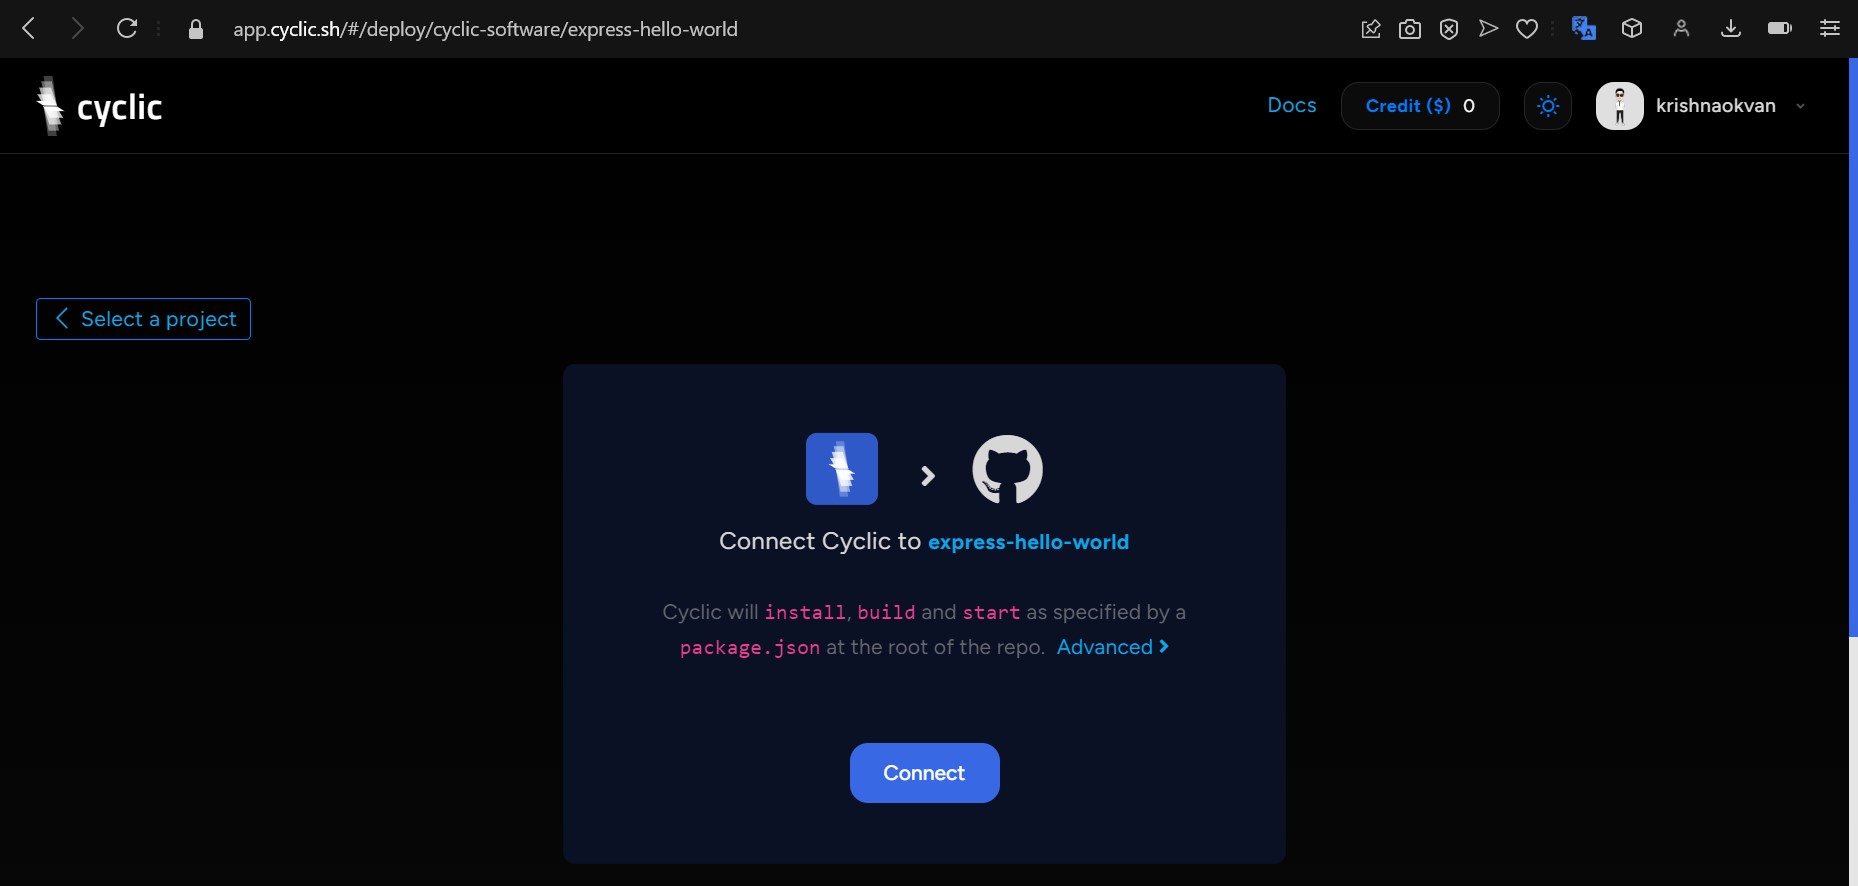 app.cyclic.sh/#/deploy/cyclic-software/express-hello-world
cyclic
Docs
Credit ($) 0
krishnaokvan
Select a project
Connect Cyclic to express-hello-world
Cyclic will install, build and start as specified by a
package.json at the root of the repo. Advanced
Connect